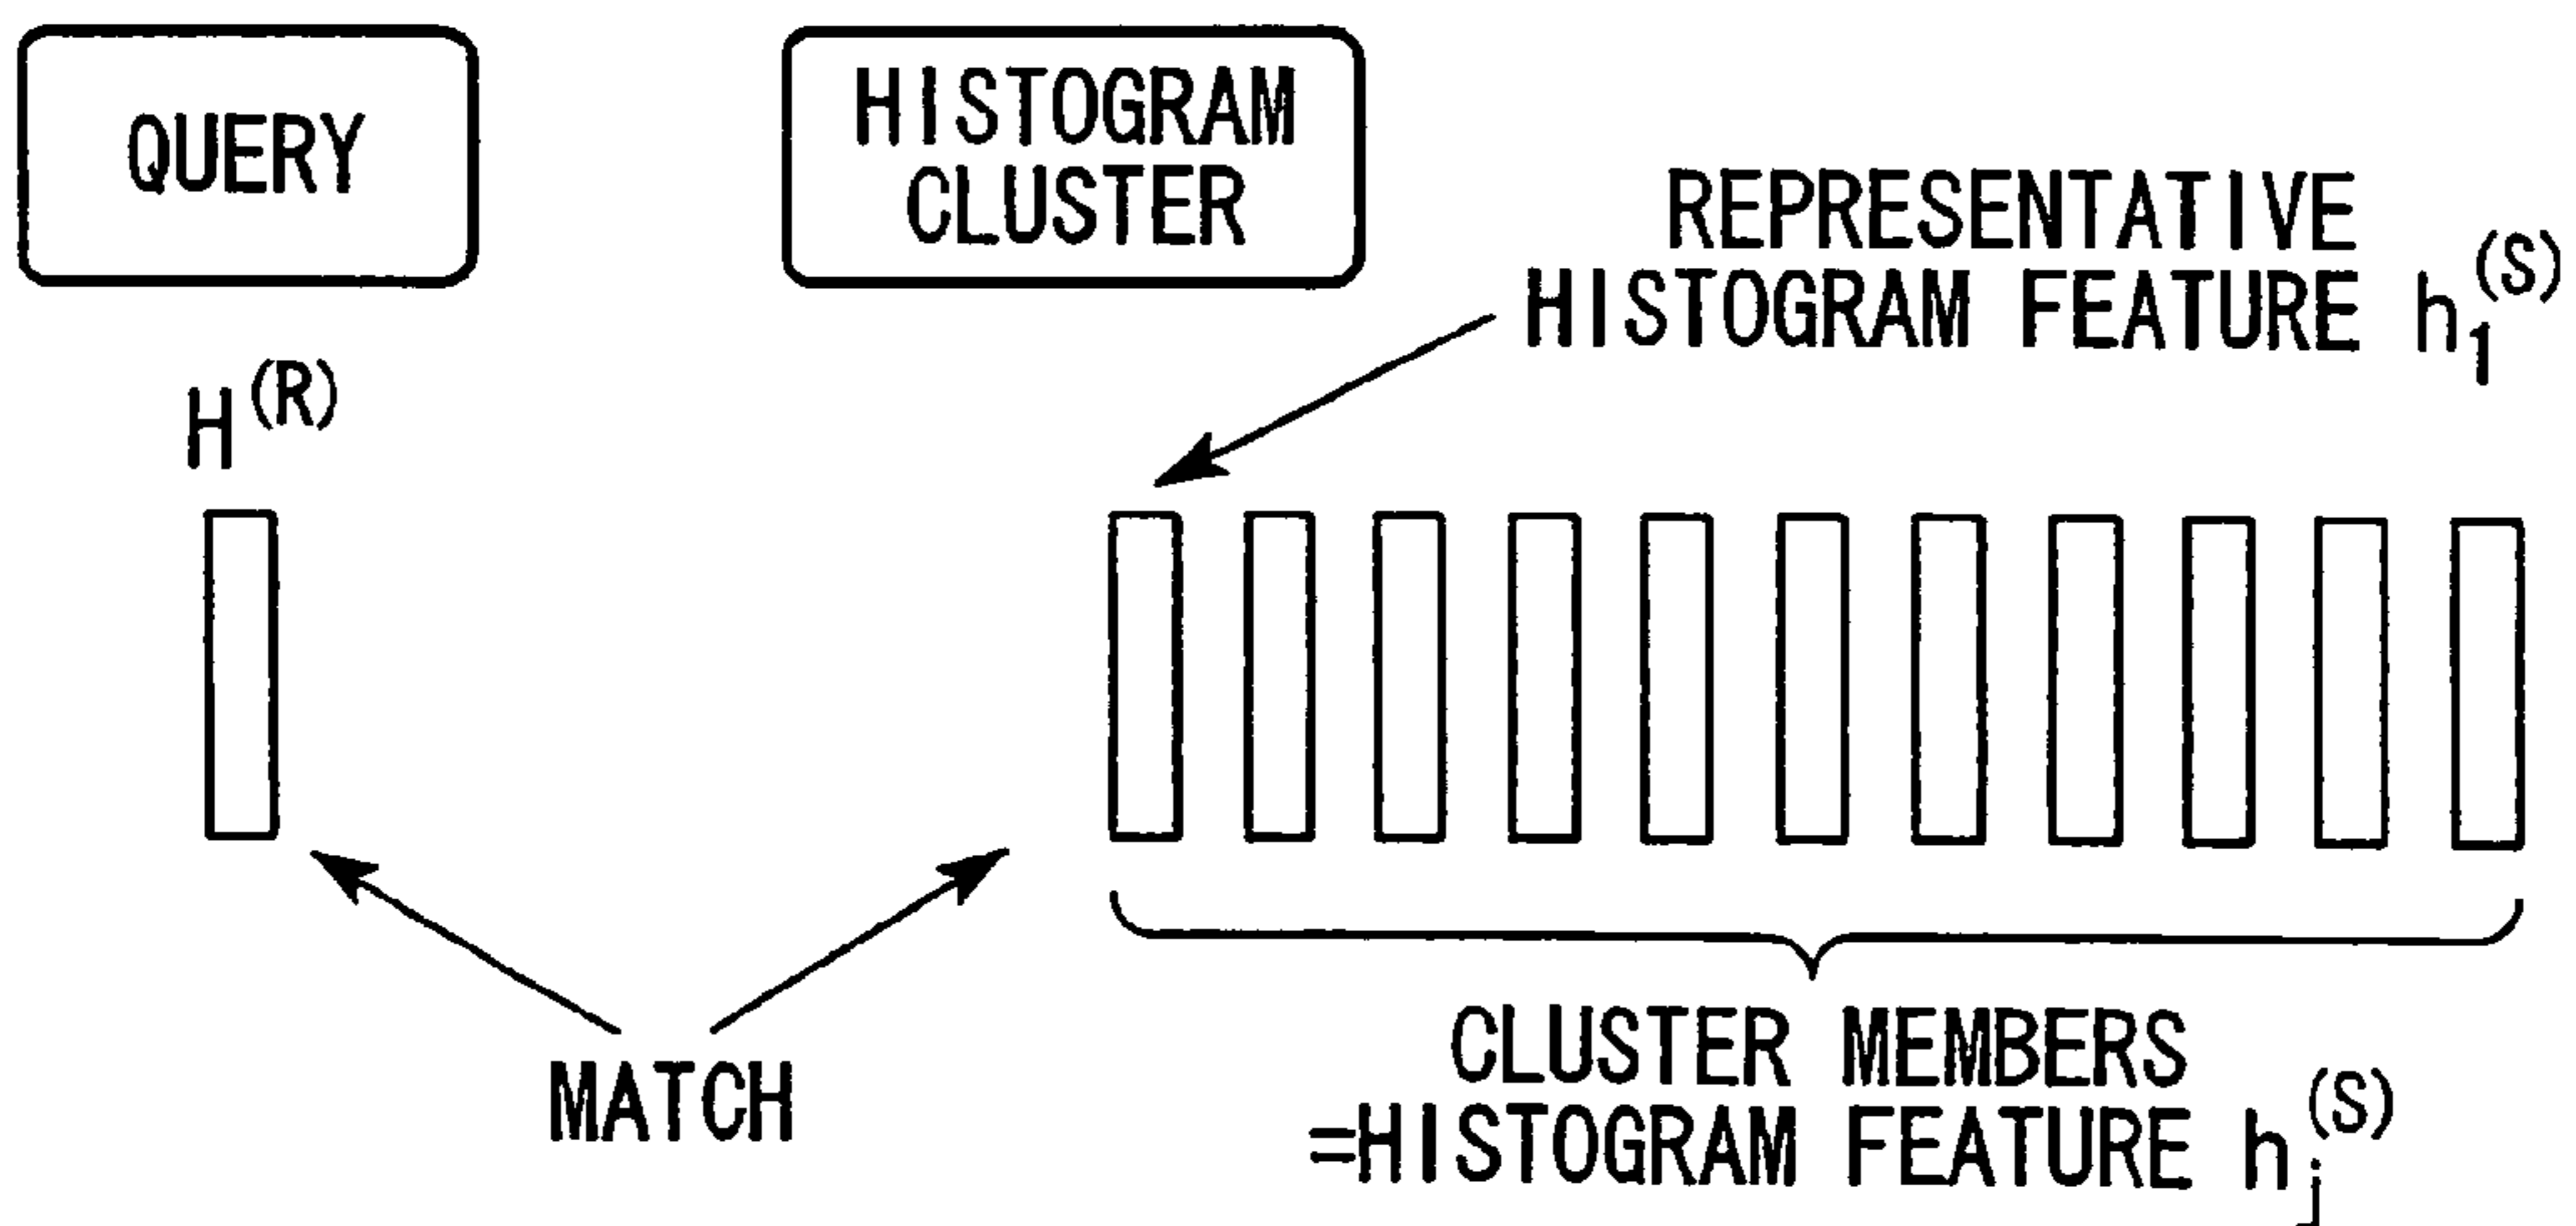 QUERY
HISTOGRAM
CLUSTER
REPRESENTATIVE
HISTOGRAM FEATURE h₁⁽ˢ⁾
H⁽ᴿ⁾
MATCH
CLUSTER MEMBERS
=HISTOGRAM FEATURE hⱼ⁽ˢ⁾